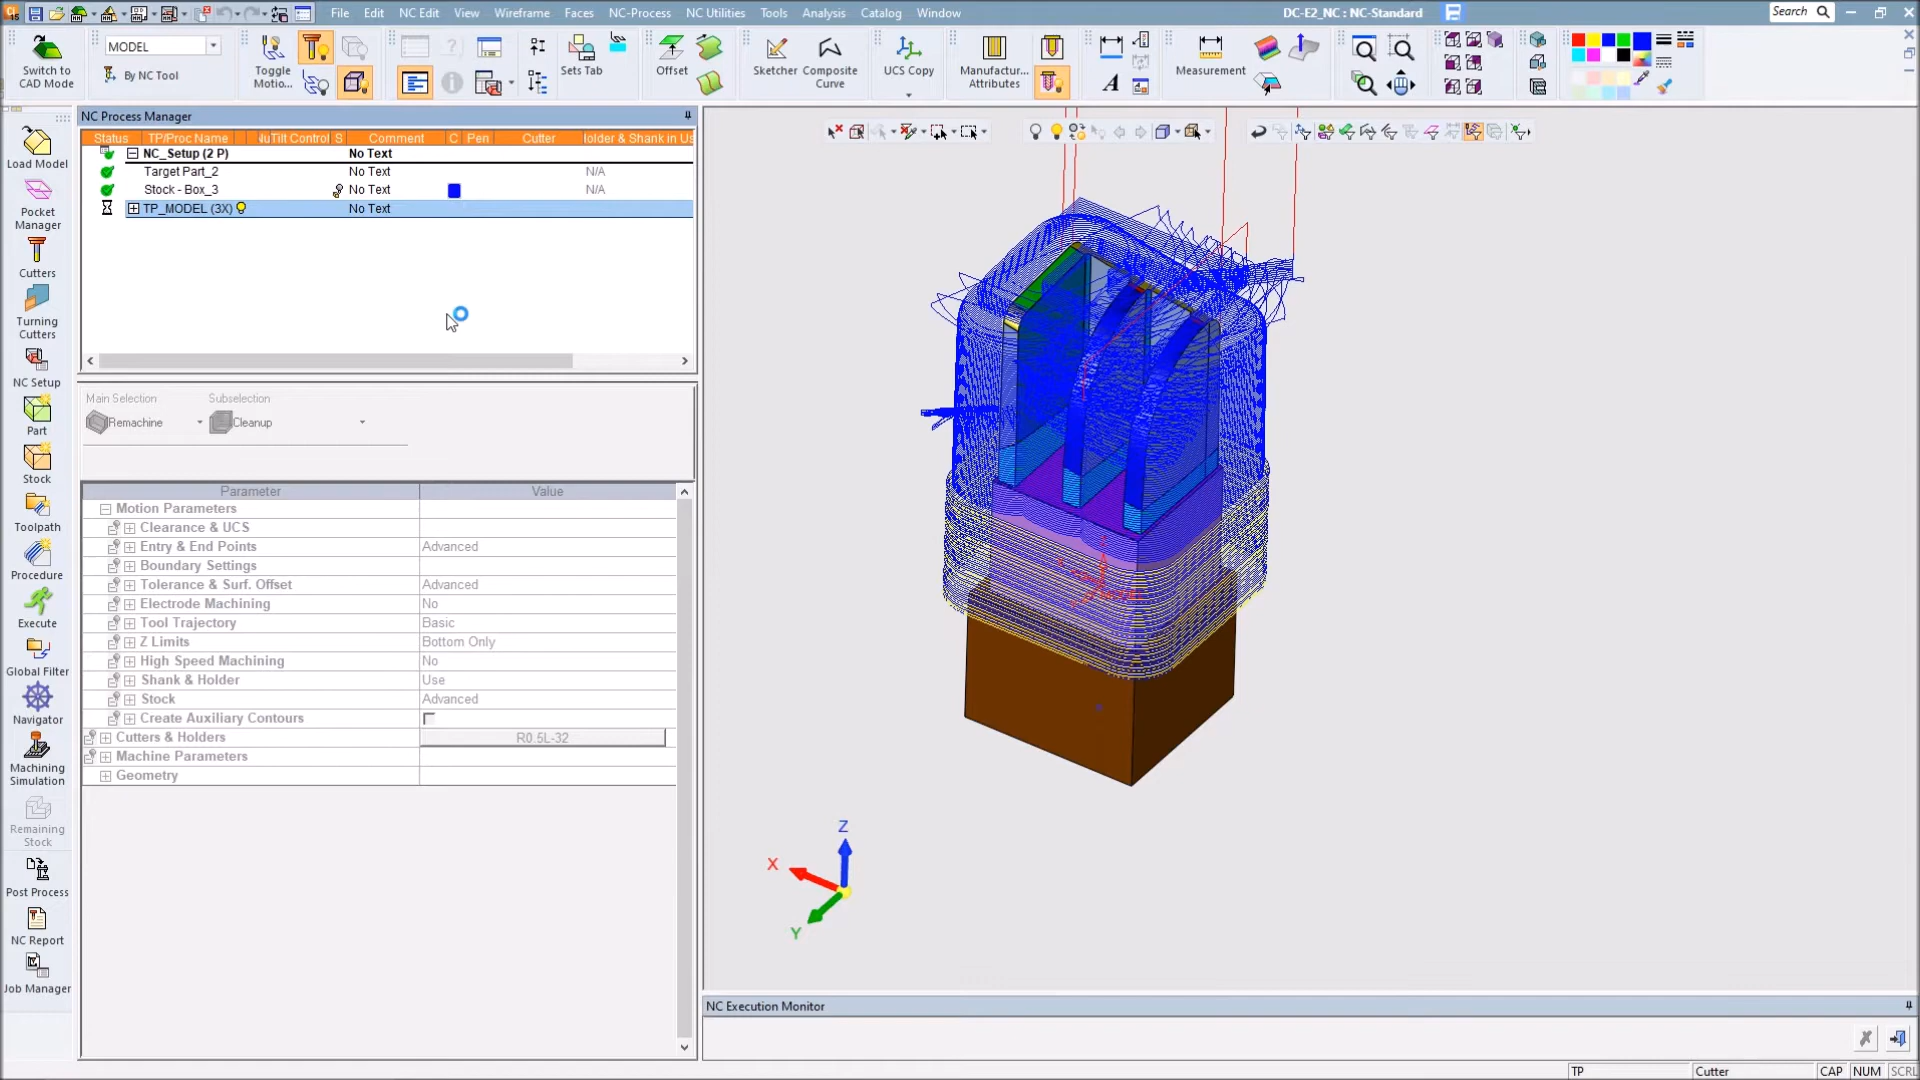 File Edit NC Edit View Wireframe Faces NC-Process NC Utilities Tools Analysis Catalog Window
DC-E2_NC : NC-Standard
Search
Switch to
CAD Mode
MODEL
By NC Tool
Toggle
Motio...
Sets Tab
Offset
Sketcher
Composite
Curve
UCS Copy
Manufactur...
Attributes
A
Measurement
NC Process Manager
Status TP/Proc Name NuTilt Control S Comment C Pen Cutter Holder & Shank in Us
NC_Setup (2 P) No Text
Target Part_2 No Text N/A
Stock - Box_3 No Text N/A
TP_MODEL (3X) No Text
Load Model
Pocket
Manager
Cutters
Turning
Cutters
NC Setup
Part
Stock
Toolpath
Procedure
Execute
Global Filter
Navigator
Machining
Simulation
Remaining
Stock
Post Process
NC Report
Job Manager
Main Selection Subselection
Remachine Cleanup
Parameter Value
Motion Parameters
Clearance & UCS
Entry & End Points Advanced
Boundary Settings
Tolerance & Surf. Offset Advanced
Electrode Machining No
Tool Trajectory Basic
Z Limits Bottom Only
High Speed Machining No
Shank & Holder Use
Stock Advanced
Create Auxiliary Contours
Cutters & Holders R0.5L-32
Machine Parameters
Geometry
Z
X
Y
NC Execution Monitor
TP Cutter CAP NUM SCRL